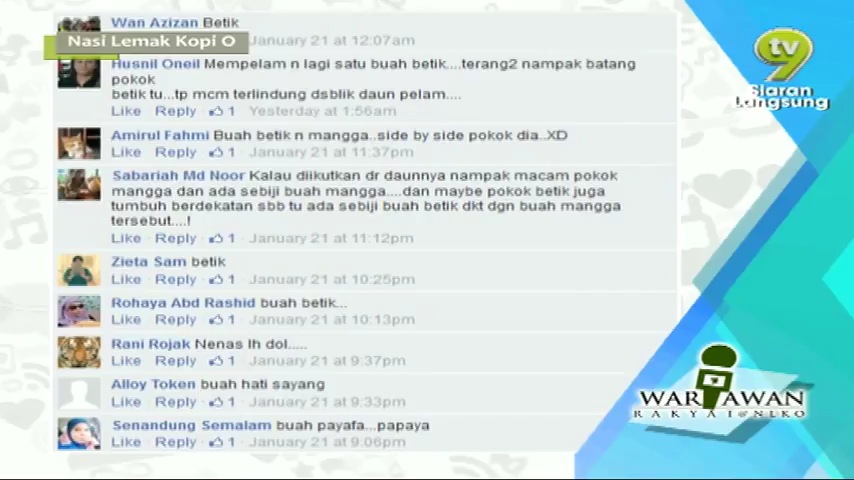 Wan Azizan Betik
Nasi Lemak Kopi O
January 21 at 12:07am
Husnil Oneil Mempelam n lagi satu buah betik....terang2 nampak batang
pokok
betik tu...tp mcm terlindung dsblik daun pelam....
Like · Reply · 1 · Yesterday at 1:56am
Amirul Fahmi Buah betik n mangga..side by side pokok dia..XD
Like · Reply · 1 · January 21 at 11:37pm
Sabariah Md Noor Kalau diikutkan dr daunnya nampak macam pokok
mangga dan ada sebiji buah mangga....dan maybe pokok betik juga
tumbuh berdekatan sbb tu ada sebiji buah betik dkt dgn buah mangga
tersebut....!
Like · Reply · 1 · January 21 at 11:12pm
Zieta Sam betik
Like · Reply · 1 · January 21 at 10:25pm
Rohaya Abd Rashid buah betik...
Like · Reply · 1 · January 21 at 10:13pm
Rani Rojak Nenas lh dol.....
Like · Reply · 1 · January 21 at 9:37pm
Alloy Token buah hati sayang
Like · Reply · 1 · January 21 at 9:33pm
Senandung Semalam buah payafa...papaya
Like · Reply · 1 · January 21 at 9:06pm
tv
9
Siaran
Langsung
WARTAWAN
RAKYAT@NLKO